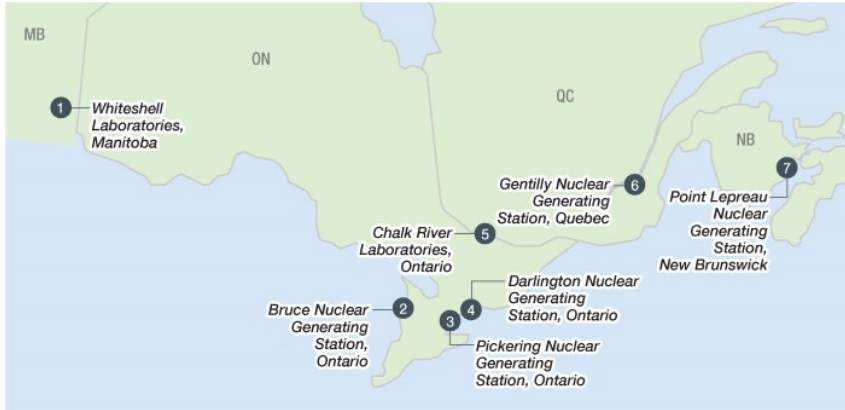 MB
ON
QC
NB
1
Whiteshell
Laboratories,
Manitoba
2
Bruce Nuclear
Generating
Station,
Ontario
3
Pickering Nuclear
Generating
Station, Ontario
4
Darlington Nuclear
Generating
Station, Ontario
5
Chalk River
Laboratories,
Ontario
6
Gentilly Nuclear
Generating
Station, Quebec
7
Point Lepreau
Nuclear
Generating
Station,
New Brunswick